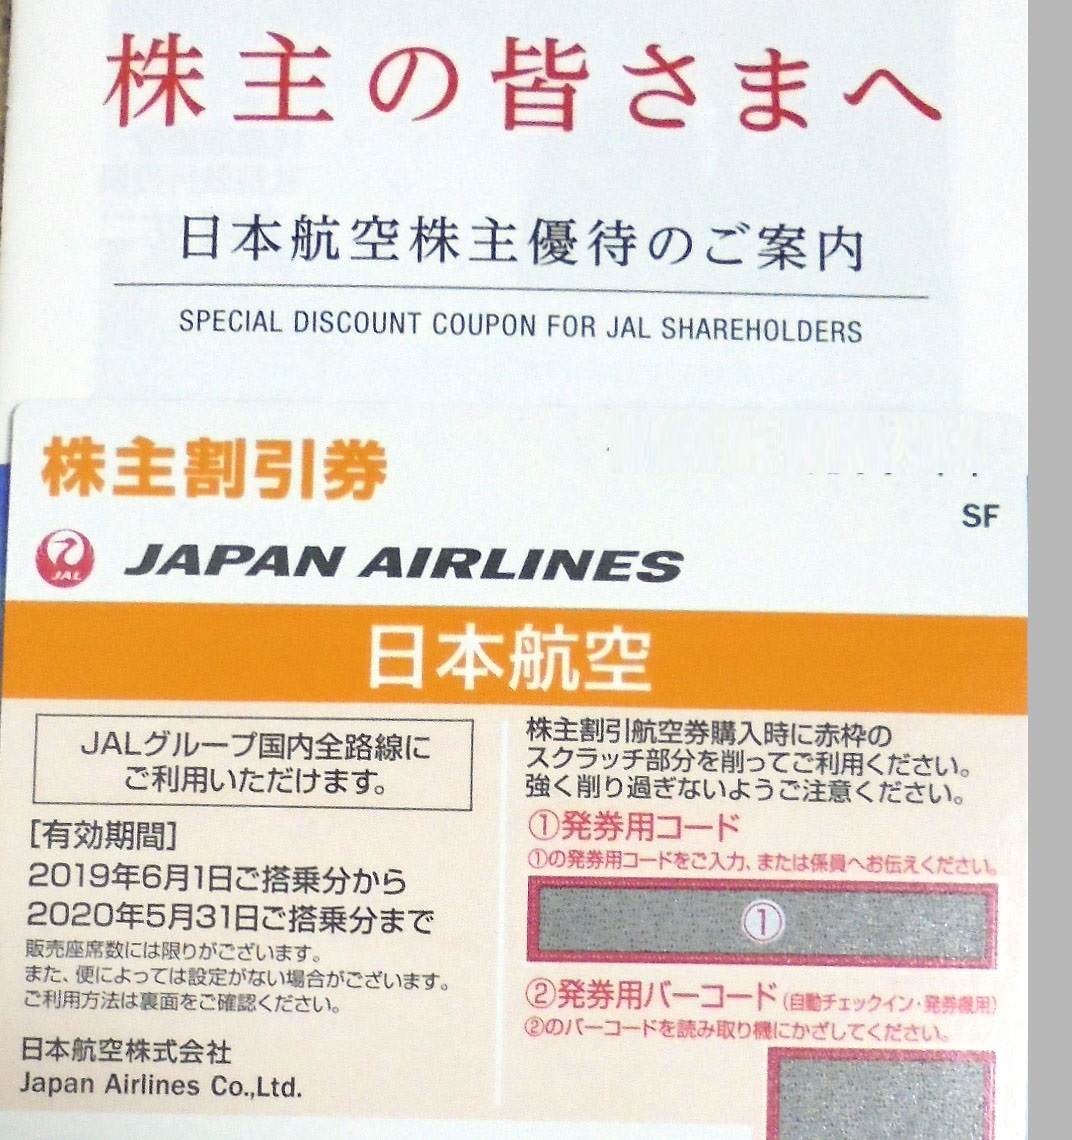 株主の皆さまへ
日本航空株主優待のご案内
SPECIAL DISCOUNT COUPON FOR JAL SHAREHOLDERS
株主割引券
SF
JAL
JAPAN AIRLINES
日本航空
JALグループ国内全路線に
ご利用いただけます。
[有効期間]
2019年6月1日ご搭乗分から
2020年5月31日ご搭乗分まで
販売座席数には限りがございます。
また、便によっては設定がない場合がございます。
ご利用方法は裏面をご確認ください。
日本航空株式会社
Japan Airlines Co.,Ltd.
株主割引航空券購入時に赤枠の
スクラッチ部分を削ってご利用ください。
強く削り過ぎないようご注意ください。
①発券用コード
①の発券用コードをご入力、または係員へお伝えください。
①
②発券用バーコード(自動チェックイン・発券機用)
②のバーコードを読み取り機にかざしてください。